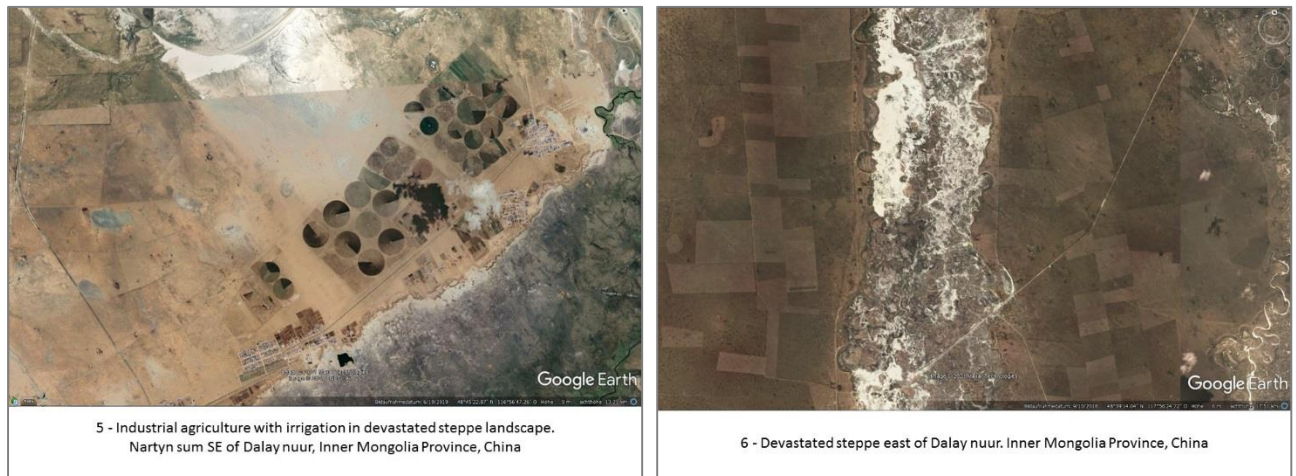 Google Earth
5 - Industrial agriculture with irrigation in devastated steppe landscape.
Nartyn sum SE of Dalay nuur, Inner Mongolia Province, China
Google Earth
6 - Devastated steppe east of Dalay nuur. Inner Mongolia Province, China